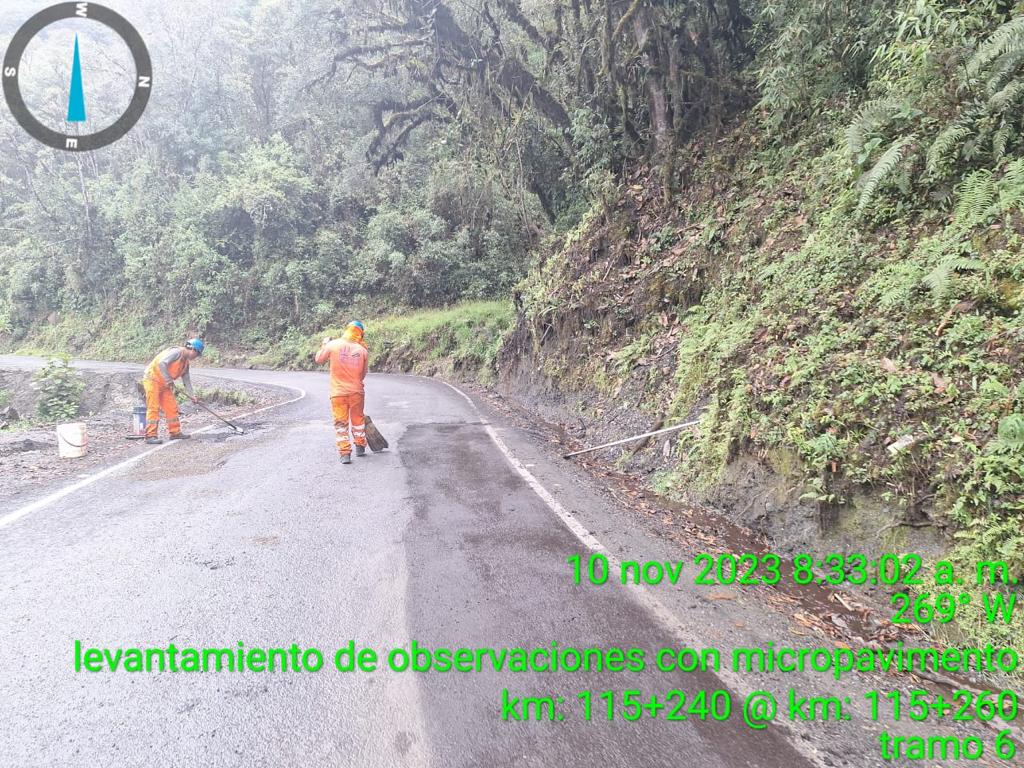 W
S
N
E
10 nov 2023 8:33:02 a. m.
269° W
levantamiento de observaciones con micropavimento
km: 115+240 @ km: 115+260
tramo 6